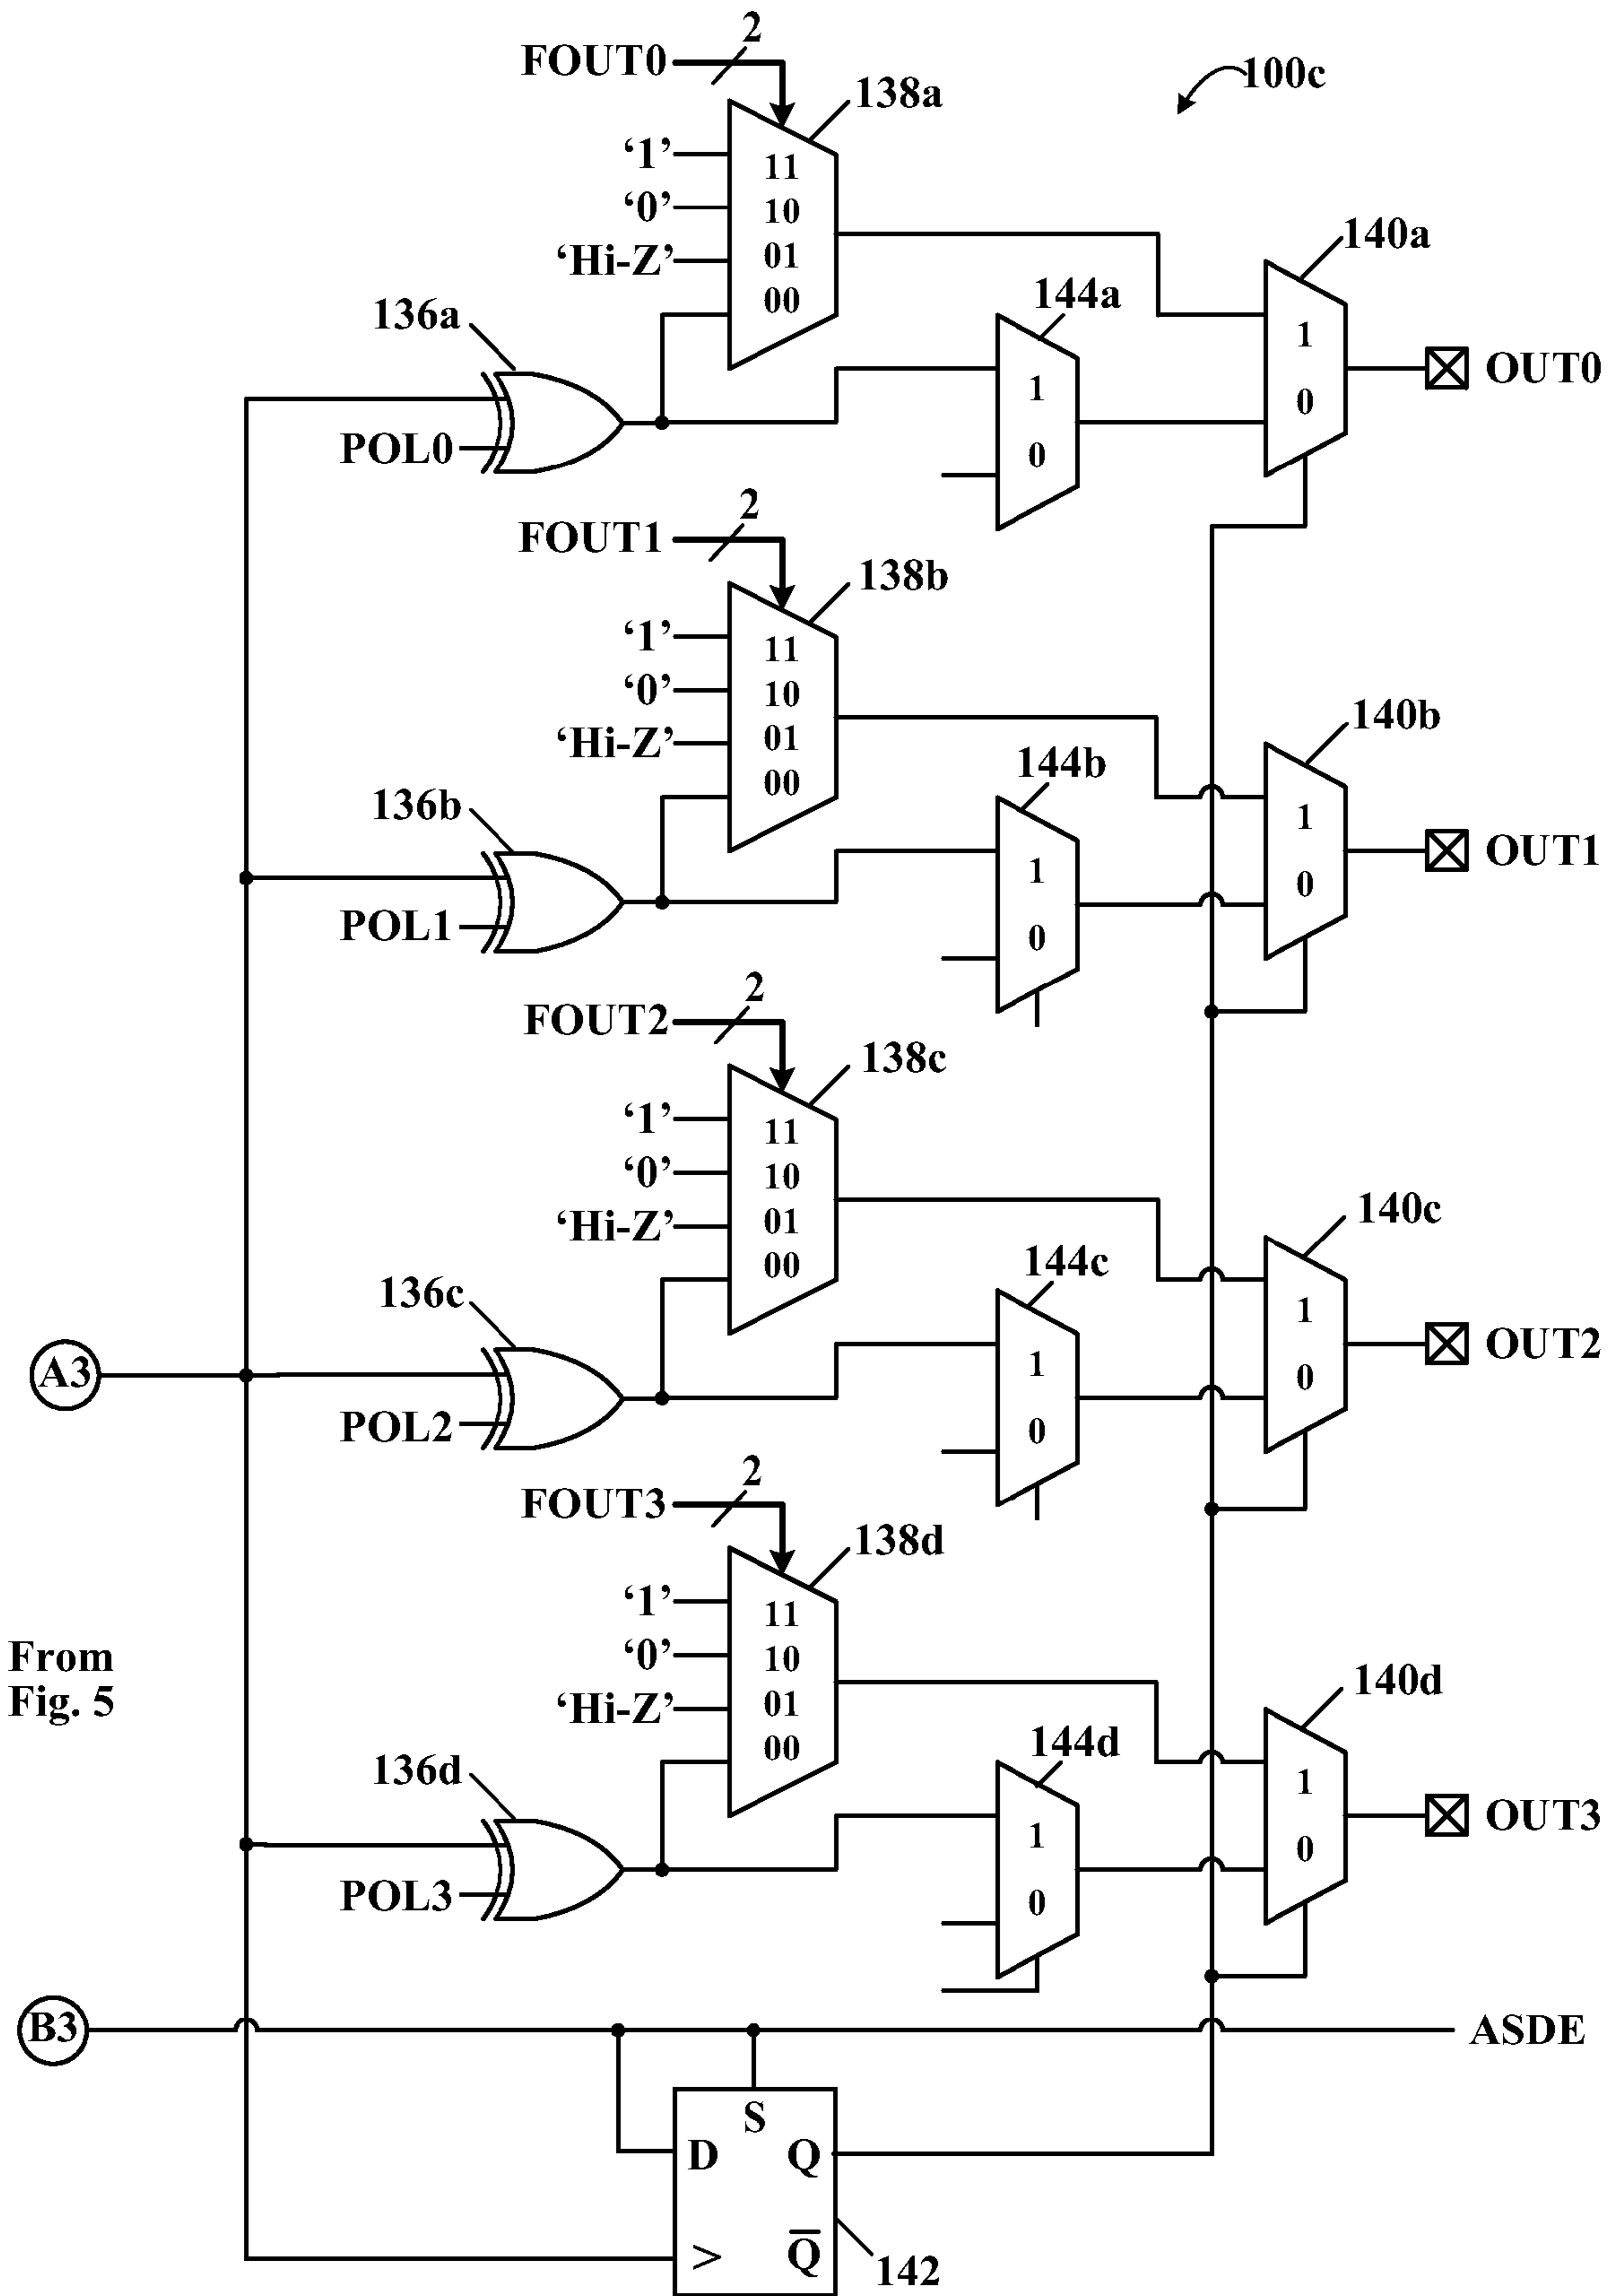 FOUT0
2
100c
138a
‘1’
11
‘0’
10
‘Hi-Z’
01
00
140a
144a
136a
1
0
1
0
OUT0
POL0
FOUT1
2
138b
‘1’
11
‘0’
10
‘Hi-Z’
01
00
140b
144b
136b
1
0
1
0
OUT1
POL1
FOUT2
2
138c
‘1’
11
‘0’
10
‘Hi-Z’
01
00
140c
144c
136c
1
0
1
0
OUT2
A3
POL2
FOUT3
2
138d
‘1’
11
‘0’
10
‘Hi-Z’
01
00
From
Fig. 5
140d
144d
136d
1
0
1
0
OUT3
POL3
B3
ASDE
S
D
Q
>
Q̅
142